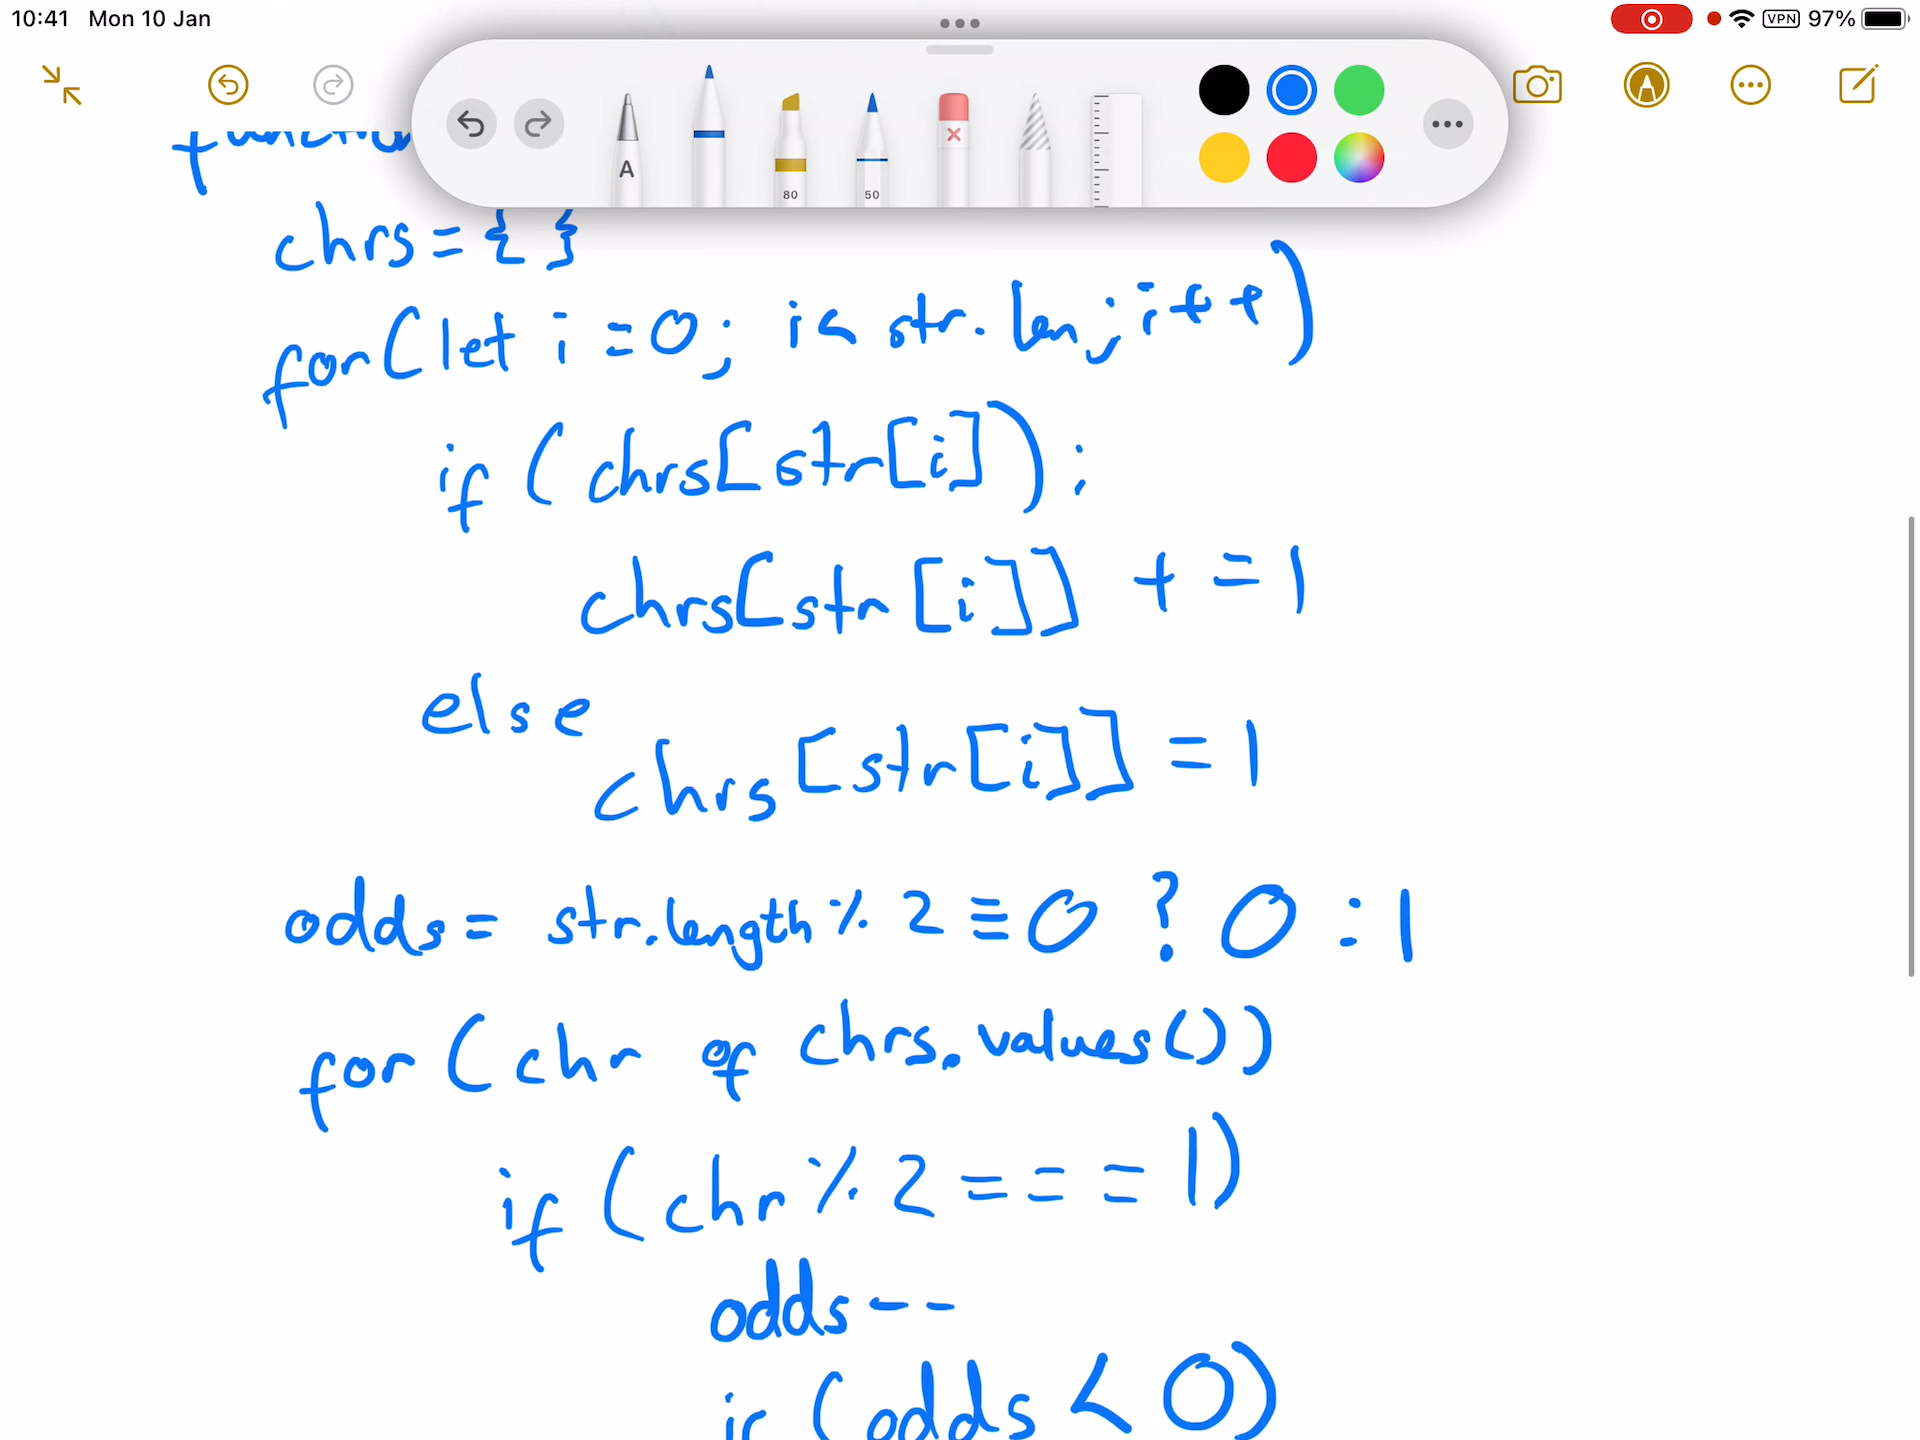 10:41 Mon 10 Jan
VPN 97%
A 80 50
chrs = { }
for (let i = 0; i < str.len; i++)
if (chrs[str[i]);
chrs[str[i]] += 1
else
chrs[str[i]] = 1
odds = str.length % 2 ≡ 0 ? 0 : 1
for (chr of chrs.values())
if (chr % 2 === 1)
odds--
if (odds < 0)